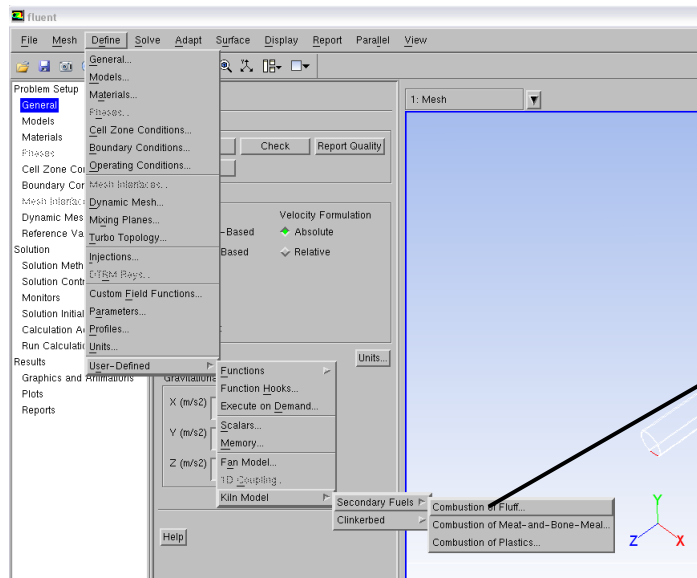 fluent
File Mesh Define Solve Adapt Surface Display Report Parallel View
General...
Models...
Materials...
Phases...
Cell Zone Conditions...
Boundary Conditions...
Operating Conditions...
Mesh Interfaces...
Dynamic Mesh...
Mixing Planes...
Turbo Topology...
Injections...
DTRM Rays...
Custom Field Functions...
Parameters...
Profiles...
Units...
User-Defined
Problem Setup
General
Models
Materials
Phases
Cell Zone Co
Boundary Co
Mesh Interfac
Dynamic Mes
Reference Va
Solution
Solution Meth
Solution Contr
Monitors
Solution Initial
Calculation A
Run Calculatio
Results
Graphics and Animations
Plots
Reports
Check Report Quality
Velocity Formulation
-Based Absolute
Based Relative
Units...
Gravitationa
X (m/s2)
Y (m/s2)
Z (m/s2)
Help
Functions
Function Hooks...
Execute on Demand...
Scalars...
Memory...
Fan Model...
1D Coupling...
Kiln Model
Secondary Fuels
Clinkerbed
Combustion of Fluff...
Combustion of Meat-and-Bone-Meal...
Combustion of Plastics...
1: Mesh
Y
Z X